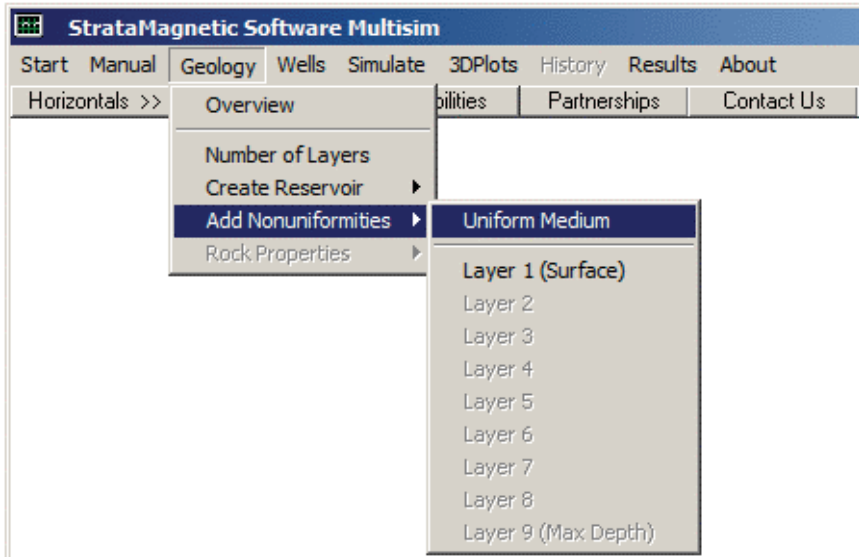 StrataMagnetic Software Multisim
Start Manual Geology Wells Simulate 3DPlots History Results About
Horizontals >> bilities Partnerships Contact Us
Overview
Number of Layers
Create Reservoir
Add Nonuniformities Uniform Medium
Rock Properties
Layer 1 (Surface)
Layer 2
Layer 3
Layer 4
Layer 5
Layer 6
Layer 7
Layer 8
Layer 9 (Max Depth)